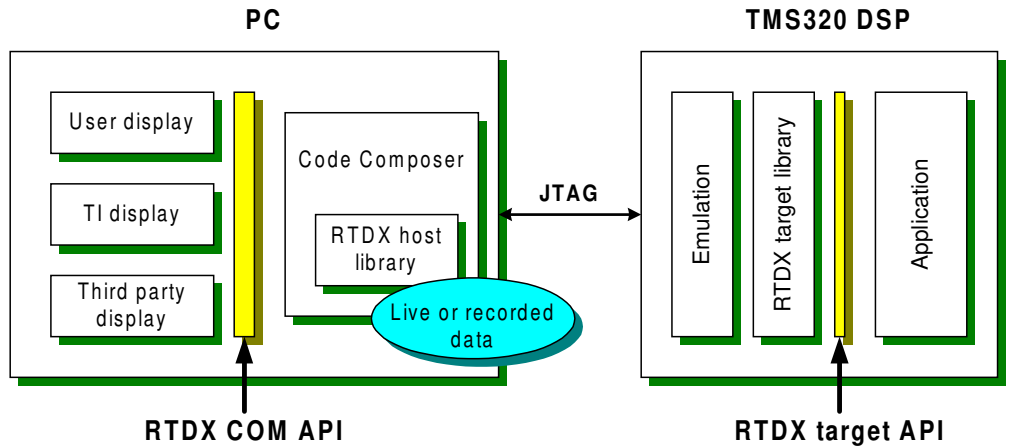 PC
TMS320 DSP
User display
TI display
Third party
display
Code Composer
RTDX host
library
Live or recorded
data
JTAG
Emulation
RTDX target library
Application
RTDX COM API
RTDX target API